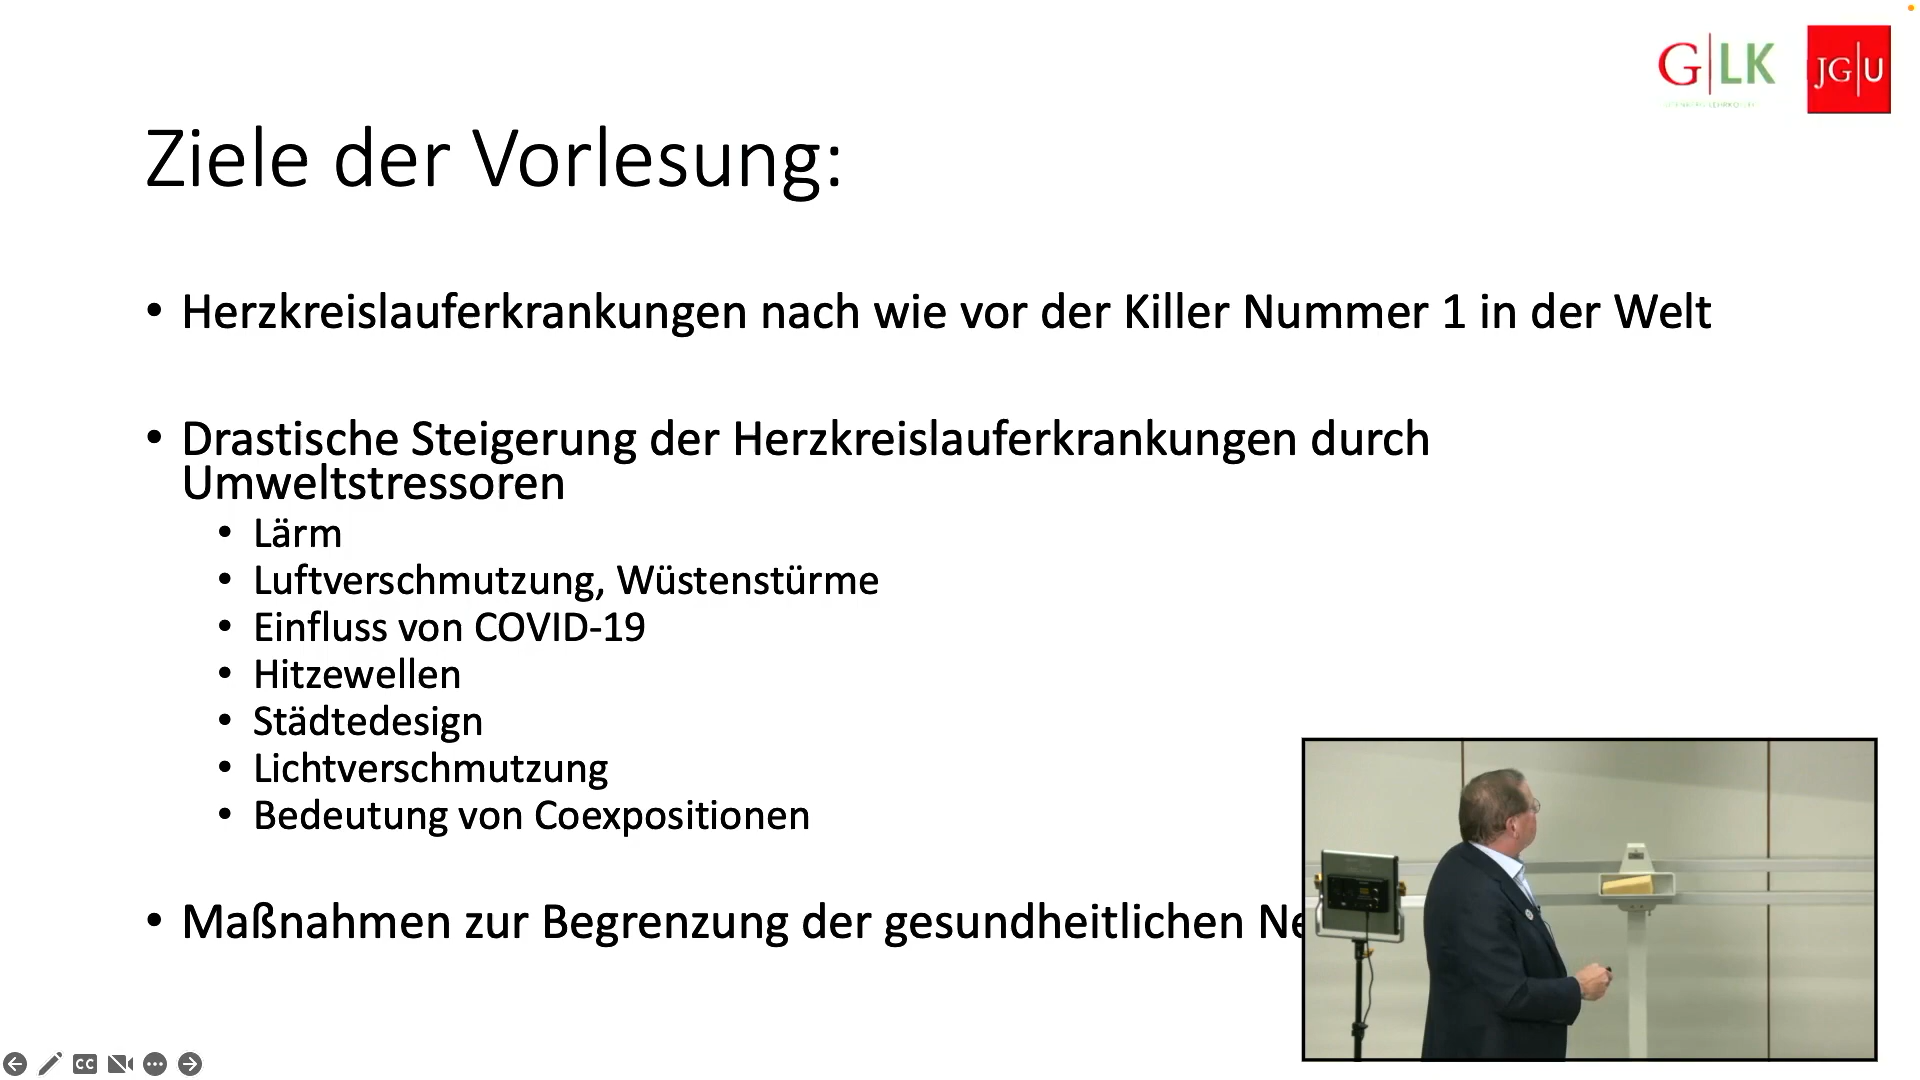 G|LK
JG|U
Ziele der Vorlesung:
• Herzkreislauferkrankungen nach wie vor der Killer Nummer 1 in der Welt
• Drastische Steigerung der Herzkreislauferkrankungen durch
Umweltstressoren
• Lärm
• Luftverschmutzung, Wüstenstürme
• Einfluss von COVID-19
• Hitzewellen
• Städtedesign
• Lichtverschmutzung
• Bedeutung von Coexpositionen
• Maßnahmen zur Begrenzung der gesundheitlichen
CC